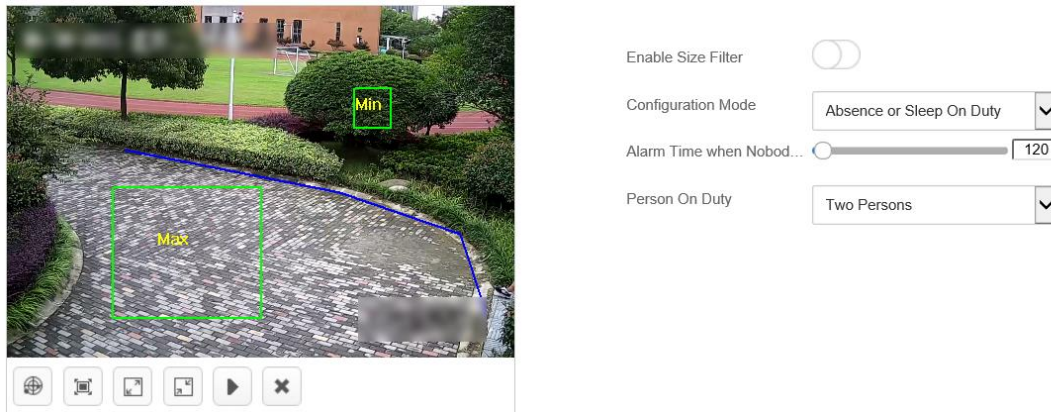 Min
Max
Enable Size Filter
Configuration Mode
Absence or Sleep On Duty
Alarm Time when Nobod...
120
Person On Duty
Two Persons